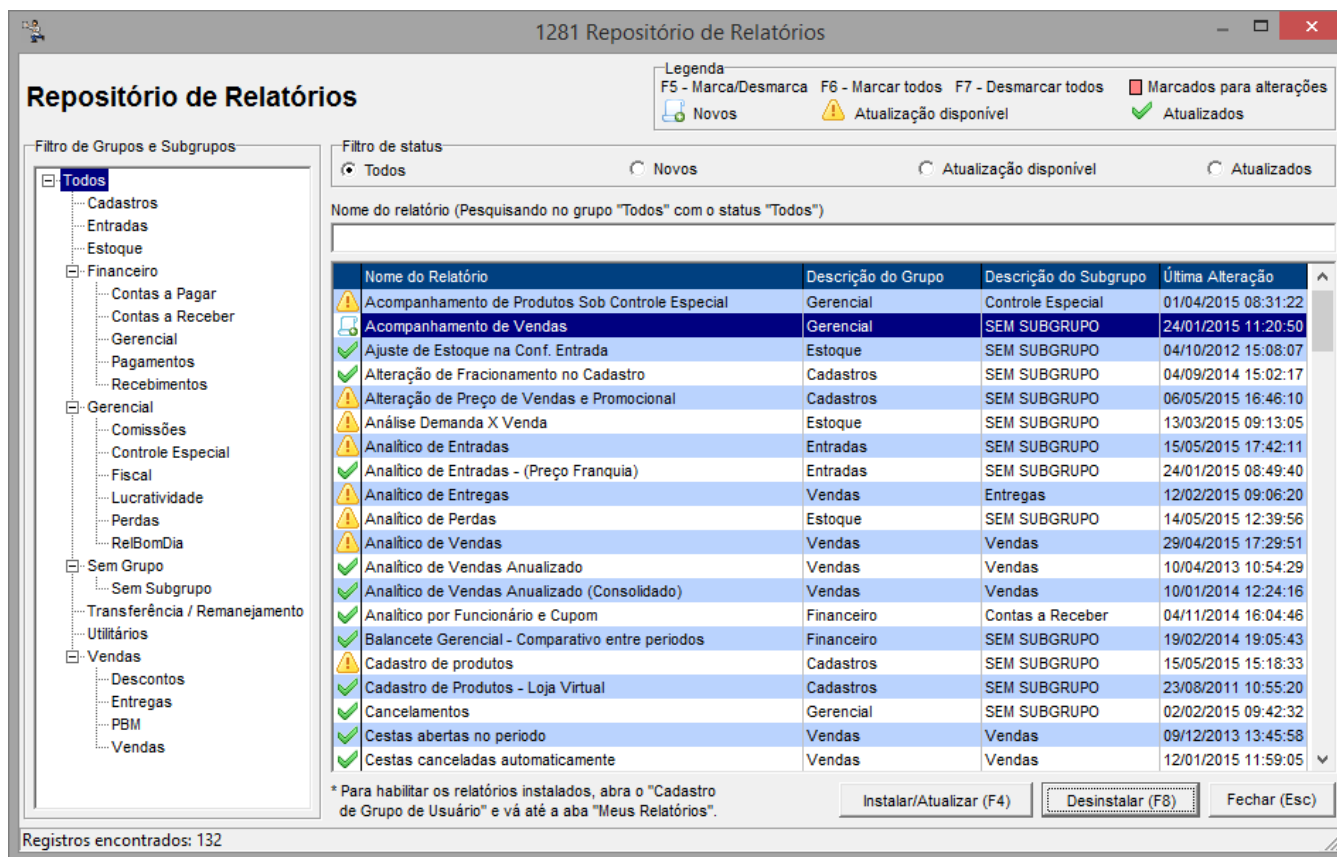 1281 Repositório de Relatórios
Repositório de Relatórios
Legenda
F5 - Marca/Desmarca F6 - Marcar todos F7 - Desmarcar todos Marcados para alterações
Novos Atualização disponível Atualizados
Filtro de Grupos e Subgrupos
Todos
Cadastros
Entradas
Estoque
Financeiro
Contas a Pagar
Contas a Receber
Gerencial
Pagamentos
Recebimentos
Gerencial
Comissões
Controle Especial
Fiscal
Lucratividade
Perdas
RelBomDia
Sem Grupo
Sem Subgrupo
Transferência / Remanejamento
Utilitários
Vendas
Descontos
Entregas
PBM
Vendas
Filtro de status
Todos Novos Atualização disponível Atualizados
Nome do relatório (Pesquisando no grupo "Todos" com o status "Todos")
Nome do Relatório Descrição do Grupo Descrição do Subgrupo Última Alteração
Acompanhamento de Produtos Sob Controle Especial Gerencial Controle Especial 01/04/2015 08:31:22
Acompanhamento de Vendas Gerencial SEM SUBGRUPO 24/01/2015 11:20:50
Ajuste de Estoque na Conf. Entrada Estoque SEM SUBGRUPO 04/10/2012 15:08:07
Alteração de Fracionamento no Cadastro Cadastros SEM SUBGRUPO 04/09/2014 15:02:17
Alteração de Preço de Vendas e Promocional Cadastros SEM SUBGRUPO 06/05/2015 16:46:10
Análise Demanda X Venda Estoque SEM SUBGRUPO 13/03/2015 09:13:05
Analítico de Entradas Entradas SEM SUBGRUPO 15/05/2015 17:42:11
Analítico de Entradas - (Preço Franquia) Entradas SEM SUBGRUPO 24/01/2015 08:49:40
Analítico de Entregas Vendas Entregas 12/02/2015 09:06:20
Analítico de Perdas Estoque SEM SUBGRUPO 14/05/2015 12:39:56
Analítico de Vendas Vendas Vendas 29/04/2015 17:29:51
Analítico de Vendas Anualizado Vendas Vendas 10/04/2013 10:54:29
Analítico de Vendas Anualizado (Consolidado) Vendas Vendas 10/01/2014 12:24:16
Analítico por Funcionário e Cupom Financeiro Contas a Receber 04/11/2014 16:04:46
Balancete Gerencial - Comparativo entre periodos Financeiro SEM SUBGRUPO 19/02/2014 19:05:43
Cadastro de produtos Cadastros SEM SUBGRUPO 15/05/2015 15:18:33
Cadastro de Produtos - Loja Virtual Cadastros SEM SUBGRUPO 23/08/2011 10:55:20
Cancelamentos Gerencial SEM SUBGRUPO 02/02/2015 09:42:32
Cestas abertas no periodo Vendas Vendas 09/12/2013 13:45:58
Cestas canceladas automaticamente Vendas Vendas 12/01/2015 11:59:05
* Para habilitar os relatórios instalados, abra o "Cadastro
de Grupo de Usuário" e vá até a aba "Meus Relatórios".
Instalar/Atualizar (F4) Desinstalar (F8) Fechar (Esc)
Registros encontrados: 132